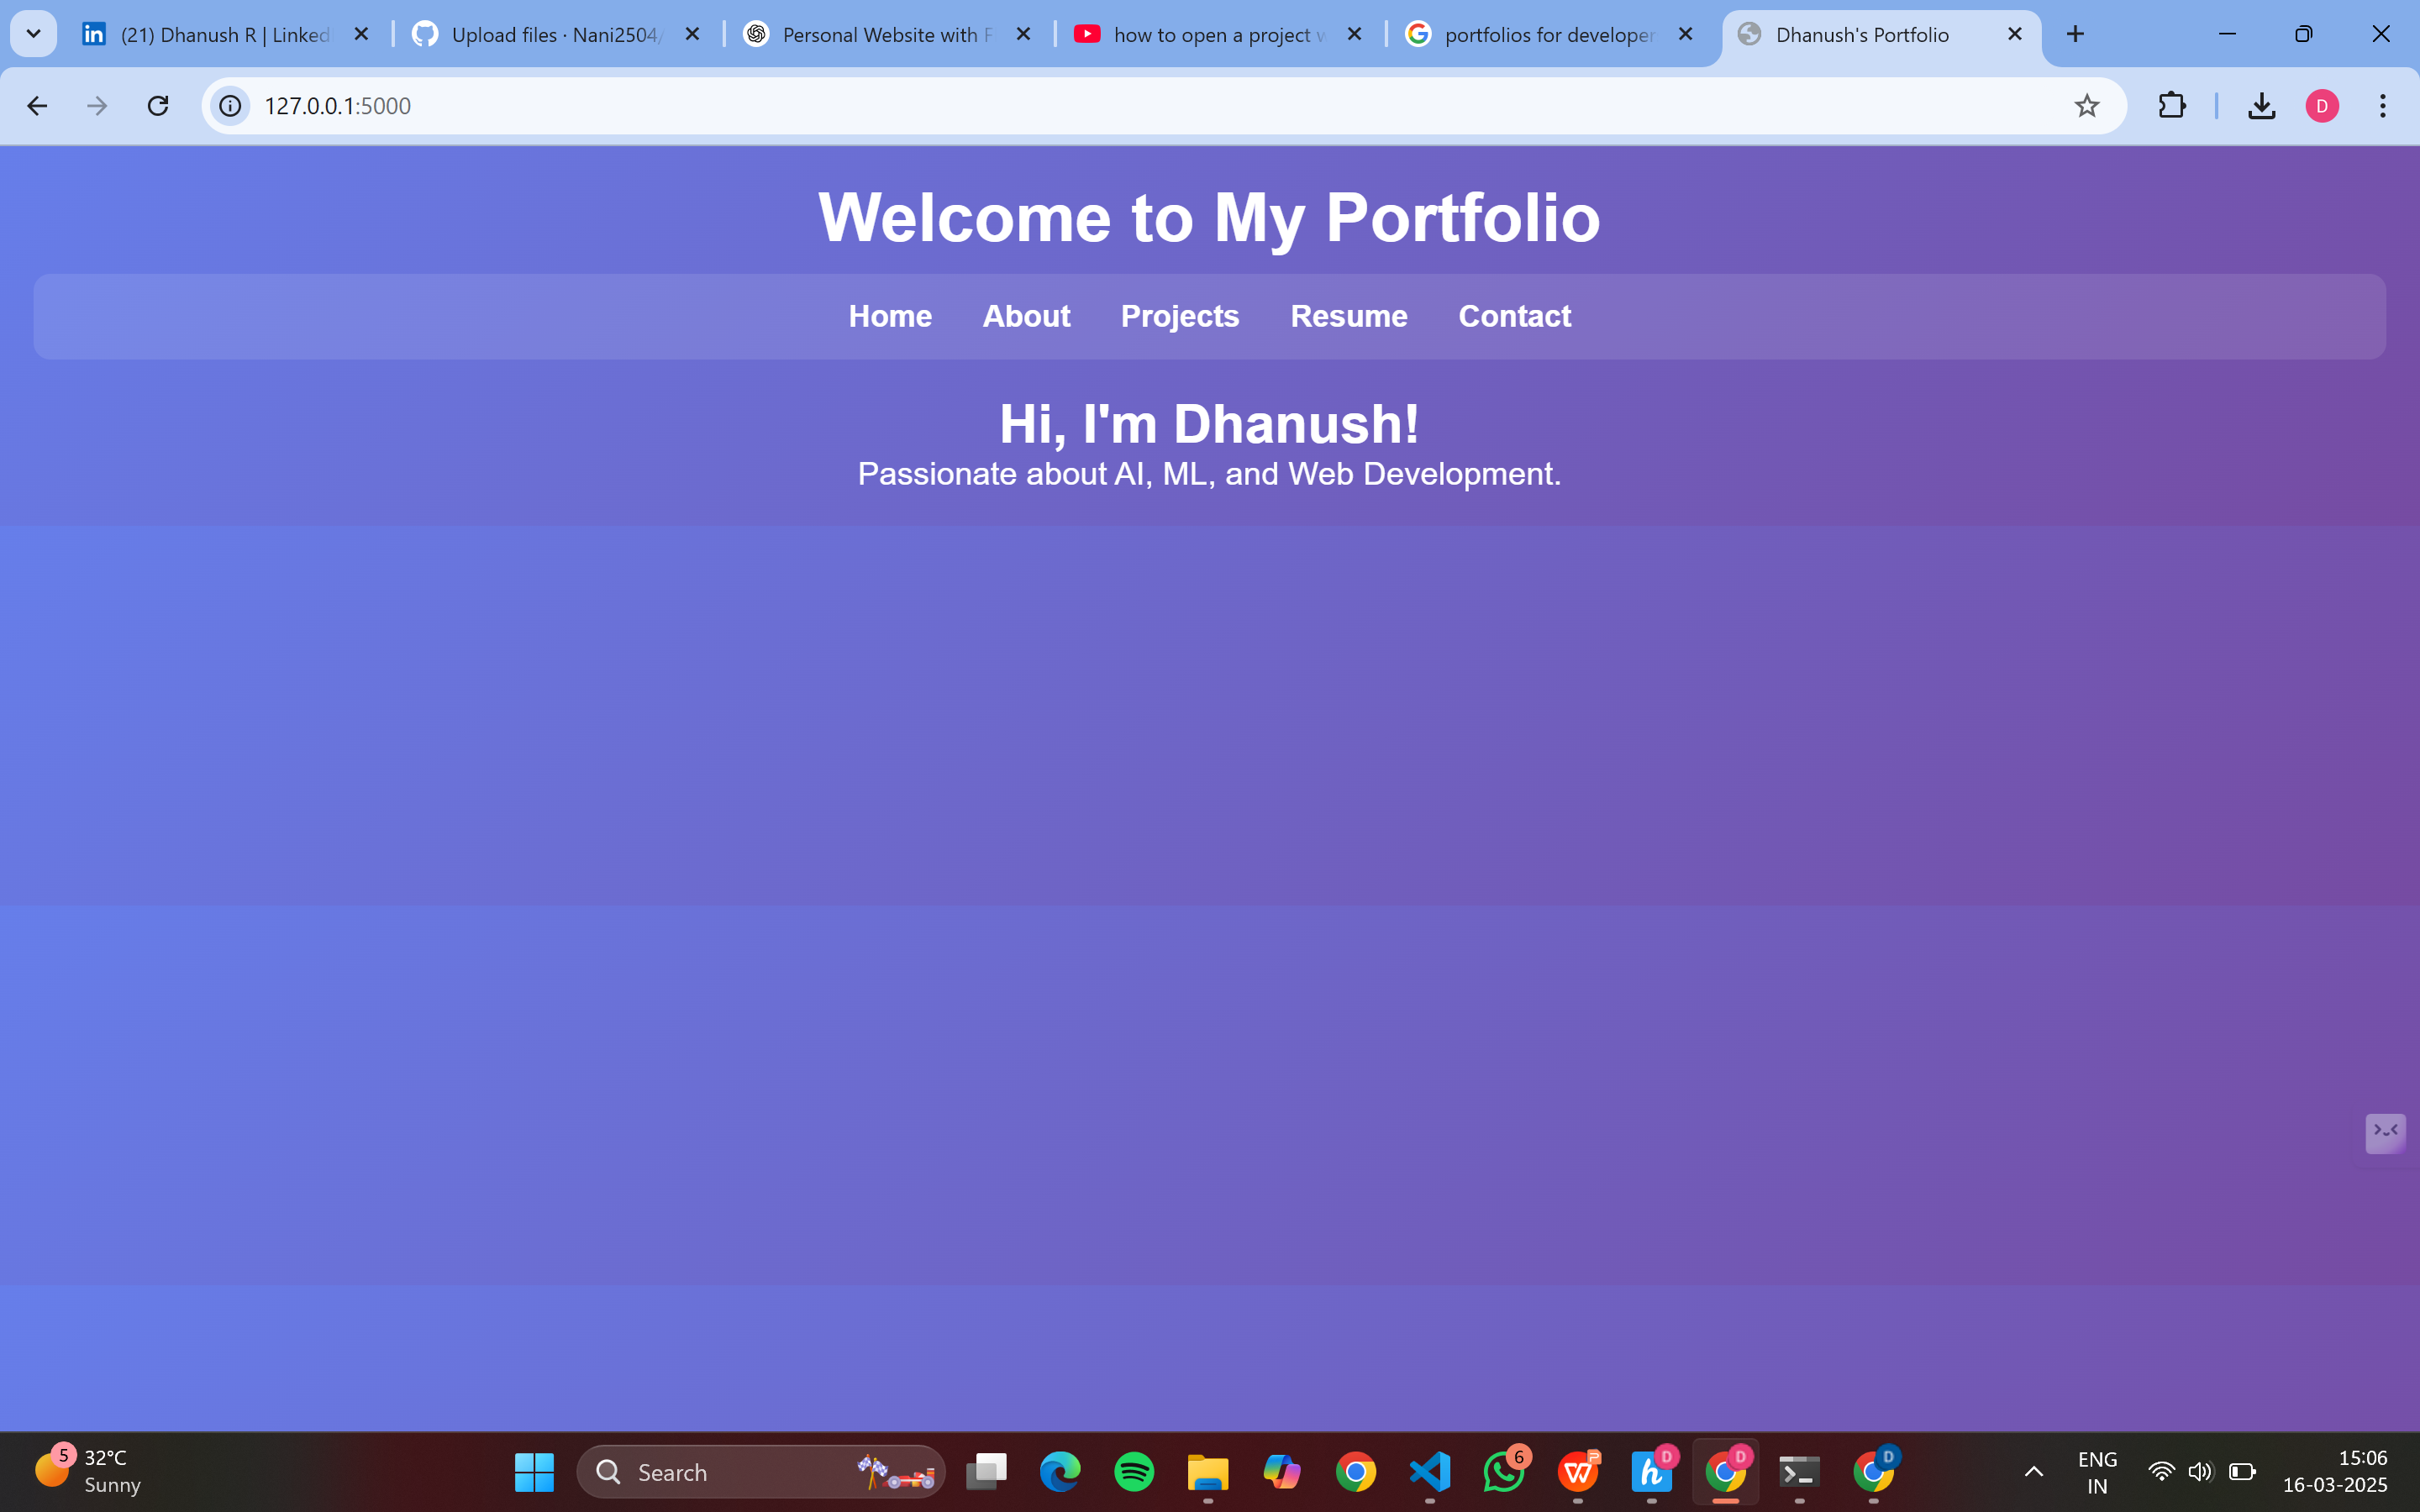 (21) Dhanush R | Linked
Upload files · Nani2504/
Personal Website with F
how to open a project w
portfolios for developer
Dhanush's Portfolio
127.0.0.1:5000
D
Welcome to My Portfolio
Home About Projects Resume Contact
Hi, I'm Dhanush!
Passionate about AI, ML, and Web Development.
5
32°C
Sunny
Search
6
D
D
D
ENG
IN
15:06
16-03-2025